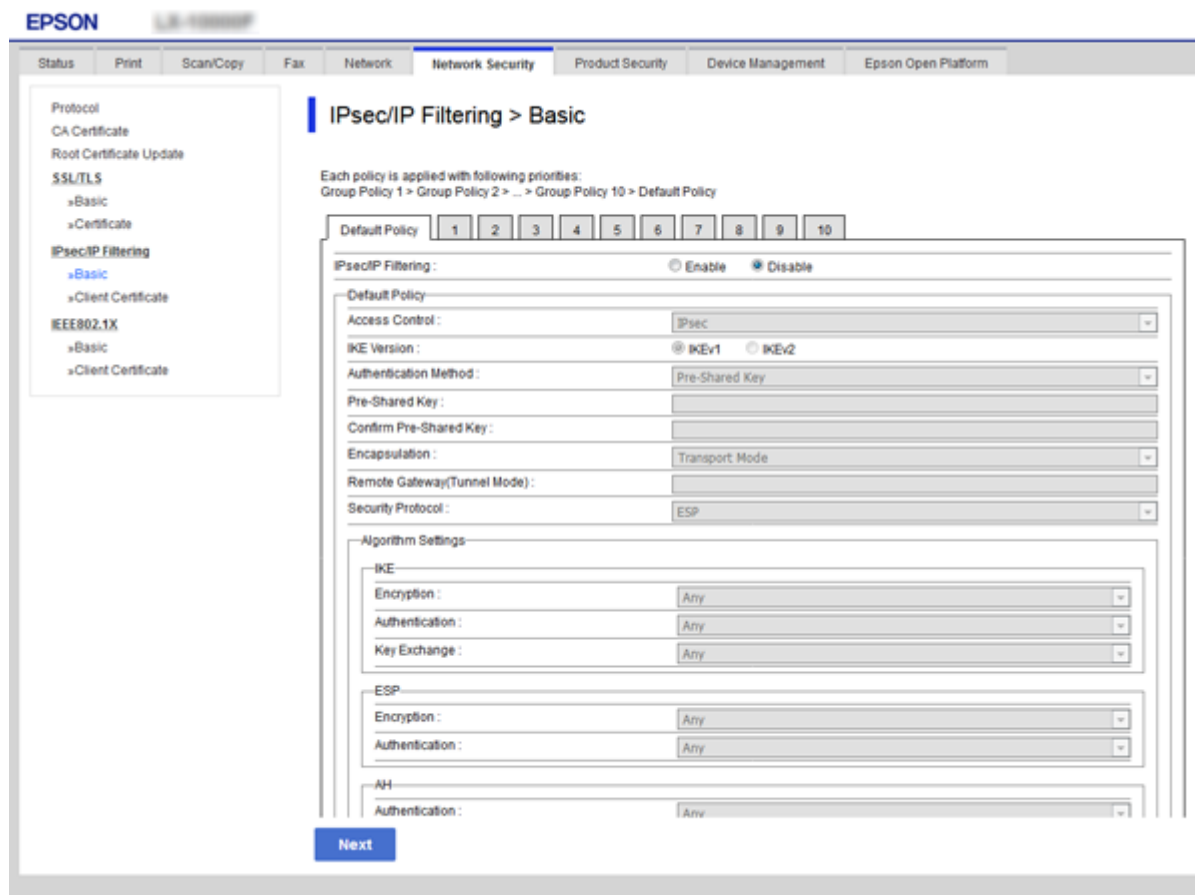 EPSON
Status Print Scan/Copy Fax Network Network Security Product Security Device Management Epson Open Platform
Protocol
CA Certificate
Root Certificate Update
SSL/TLS
»Basic
»Certificate
IPsec/IP Filtering
»Basic
»Client Certificate
IEEE802.1X
»Basic
»Client Certificate
IPsec/IP Filtering > Basic
Each policy is applied with following priorities:
Group Policy 1 > Group Policy 2 > ... > Group Policy 10 > Default Policy
Default Policy 1 2 3 4 5 6 7 8 9 10
IPsec/IP Filtering : Enable Disable
Default Policy
Access Control : IPsec
IKE Version : IKEv1 IKEv2
Authentication Method : Pre-Shared Key
Pre-Shared Key :
Confirm Pre-Shared Key :
Encapsulation : Transport Mode
Remote Gateway(Tunnel Mode) :
Security Protocol : ESP
Algorithm Settings
IKE
Encryption : Any
Authentication : Any
Key Exchange : Any
ESP
Encryption : Any
Authentication : Any
AH
Authentication : Any
Next